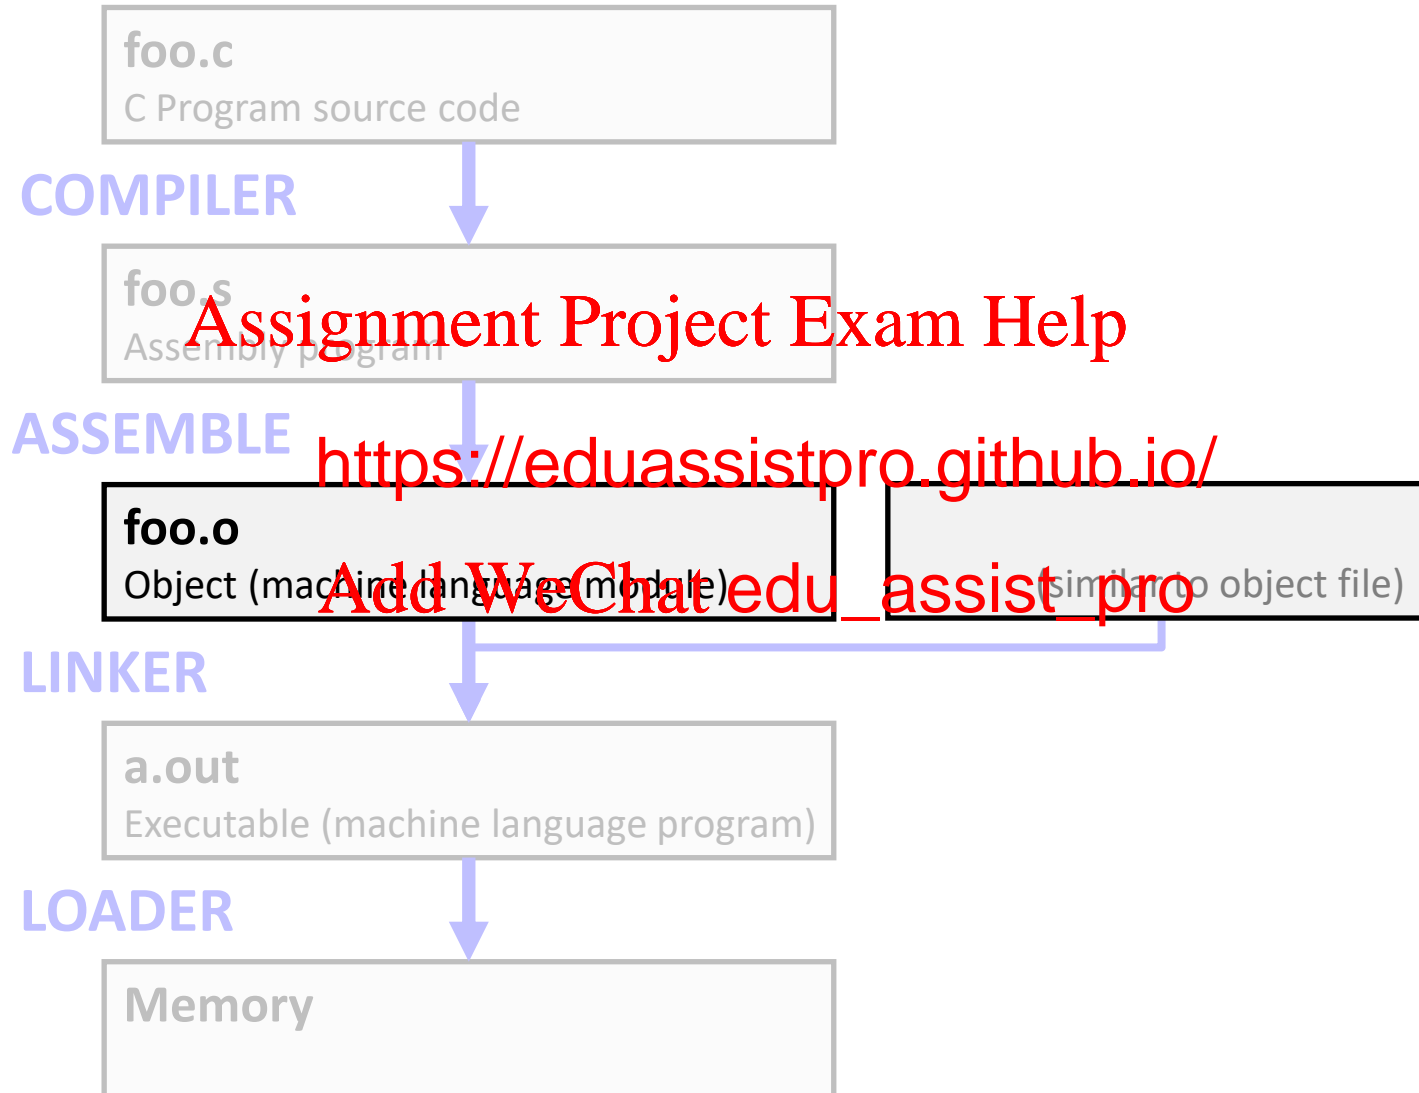 foo.c
C Program source code
COMPILER
foo.s
Assignment Project Exam Help
Assembly program
ASSEMBLE
https://eduassistpro.github.io/
foo.o
Object (machine language module)
(similar to object file)
Add WeChat edu_assist_pro
LINKER
a.out
Executable (machine language program)
LOADER
Memory